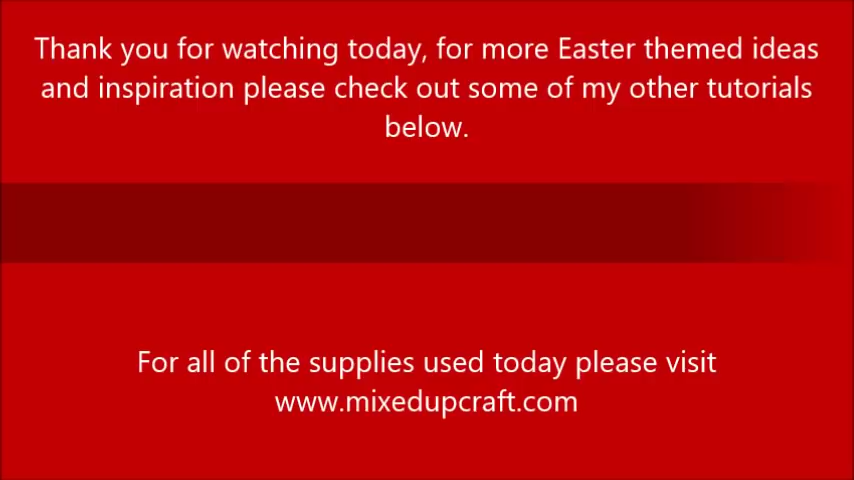 Thank you for watching today, for more Easter themed ideas
and inspiration please check out some of my other tutorials
below.
For all of the supplies used today please visit
www.mixedupcraft.com